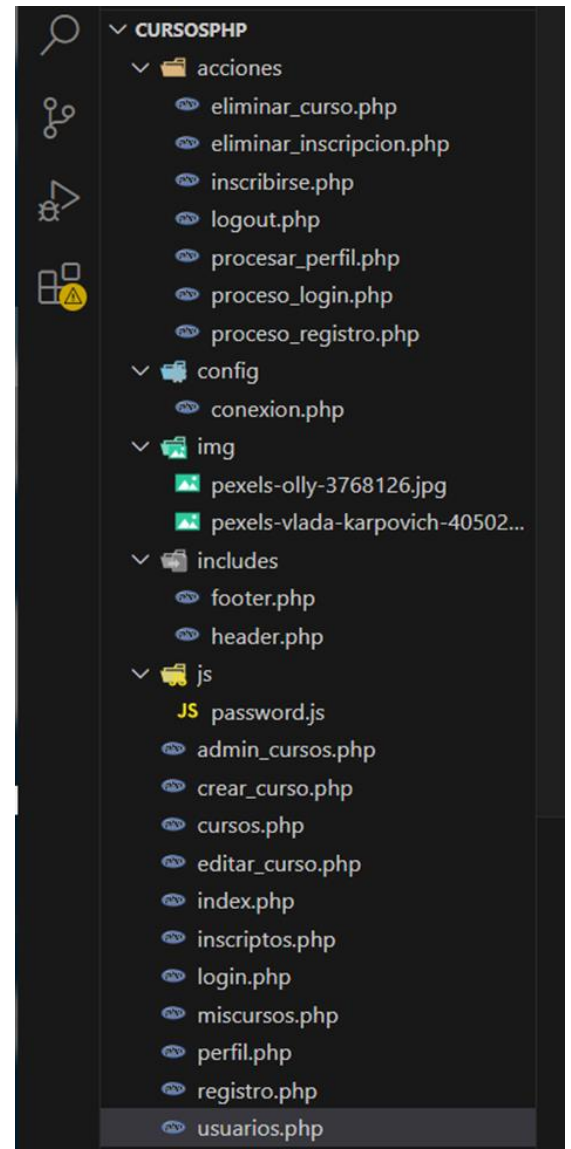 CURSOSPHP
acciones
eliminar_curso.php
eliminar_inscripcion.php
inscribirse.php
logout.php
procesar_perfil.php
proceso_login.php
proceso_registro.php
config
conexion.php
img
pexels-olly-3768126.jpg
pexels-vlada-karpovich-40502...
includes
footer.php
header.php
js
JS password.js
admin_cursos.php
crear_curso.php
cursos.php
editar_curso.php
index.php
inscriptos.php
login.php
miscursos.php
perfil.php
registro.php
usuarios.php